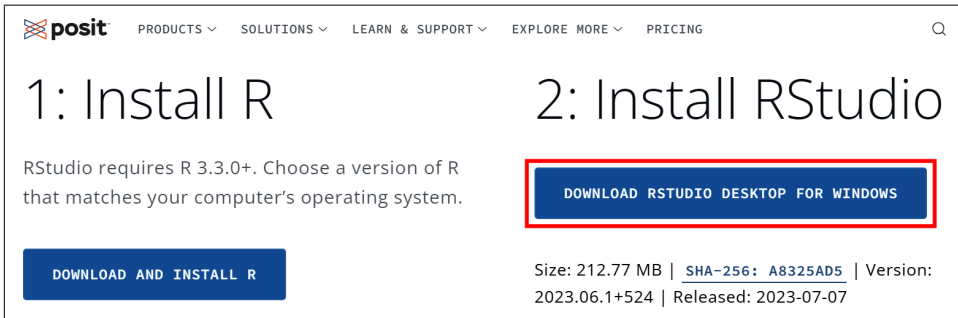 posit
PRODUCTS
SOLUTIONS
LEARN & SUPPORT
EXPLORE MORE
PRICING
1: Install R
RStudio requires R 3.3.0+. Choose a version of R
that matches your computer’s operating system.
DOWNLOAD AND INSTALL R
2: Install RStudio
DOWNLOAD RSTUDIO DESKTOP FOR WINDOWS
Size: 212.77 MB | SHA-256: A8325AD5 | Version:
2023.06.1+524 | Released: 2023-07-07